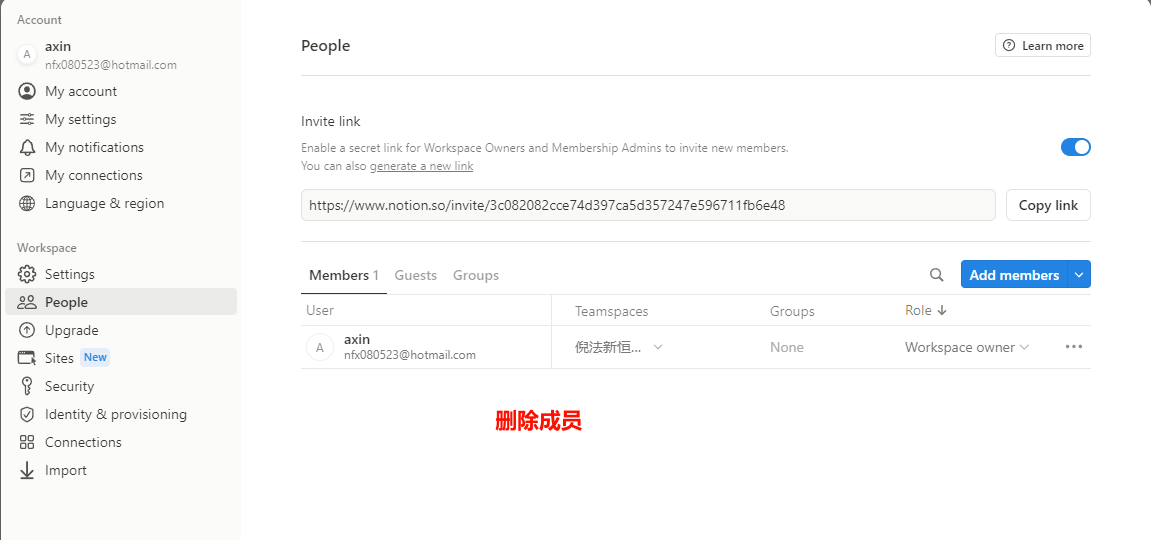 Account
A
axin
nfx080523@hotmail.com
My account
My settings
My notifications
My connections
Language & region
Workspace
Settings
People
Upgrade
Sites New
Security
Identity & provisioning
Connections
Import
People
Learn more
Invite link
Enable a secret link for Workspace Owners and Membership Admins to invite new members.
You can also generate a new link
https://www.notion.so/invite/3c082082cce74d397ca5d357247e596711fb6e48
Copy link
Members 1 Guests Groups
Add members
User Teamspaces Groups Role
A
axin
nfx080523@hotmail.com
倪法新恒... None Workspace owner
删除成员